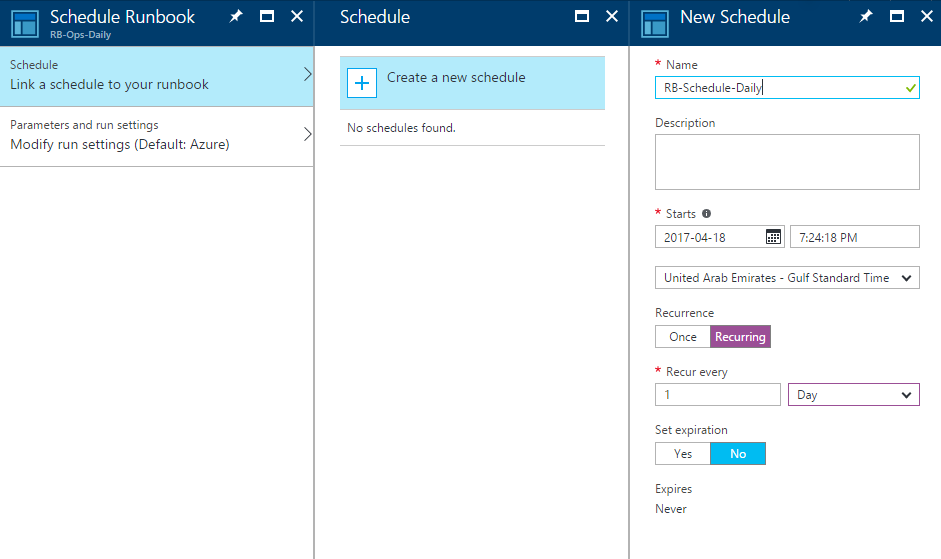 Schedule Runbook
RB-Ops-Daily
Schedule
Link a schedule to your runbook
Parameters and run settings
Modify run settings (Default: Azure)
Schedule
Create a new schedule
No schedules found.
New Schedule
* Name
RB-Schedule-Daily
Description
* Starts
2017-04-18 7:24:18 PM
United Arab Emirates - Gulf Standard Time
Recurrence
Once Recurring
* Recur every
1 Day
Set expiration
Yes No
Expires
Never